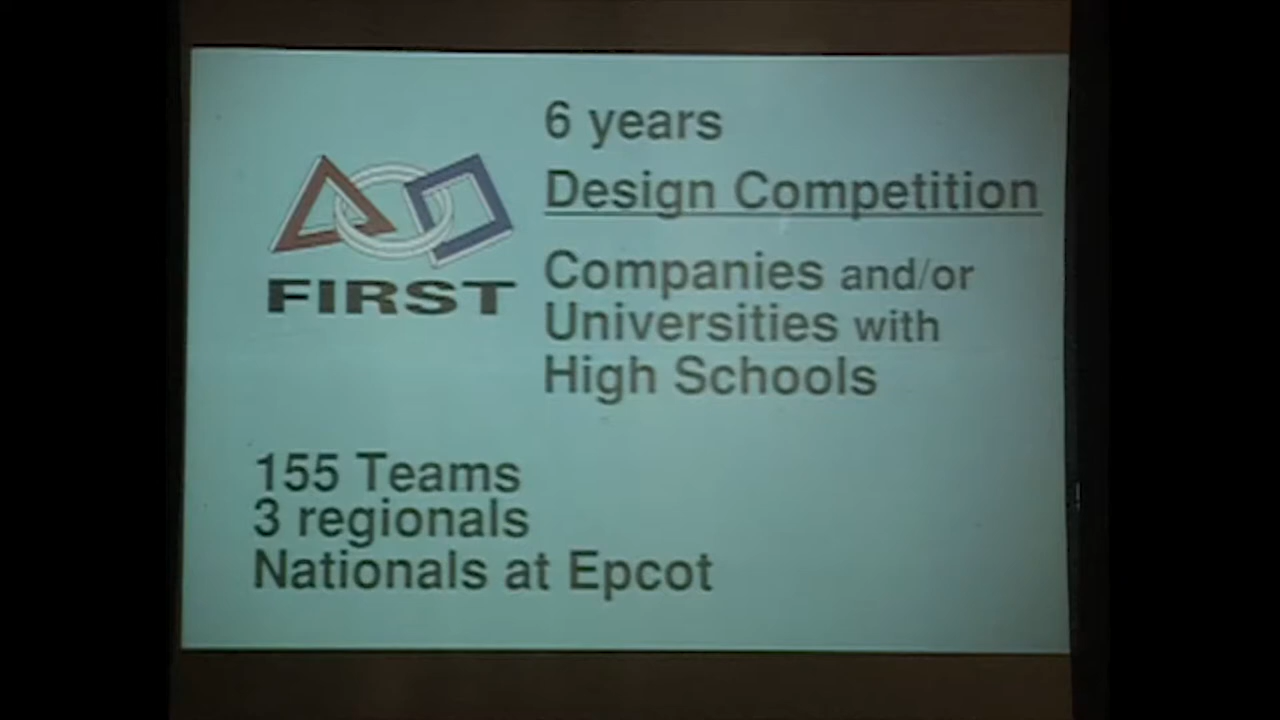 6 years
Design Competition
FIRST
Companies and/or
Universities with
High Schools
155 Teams
3 regionals
Nationals at Epcot